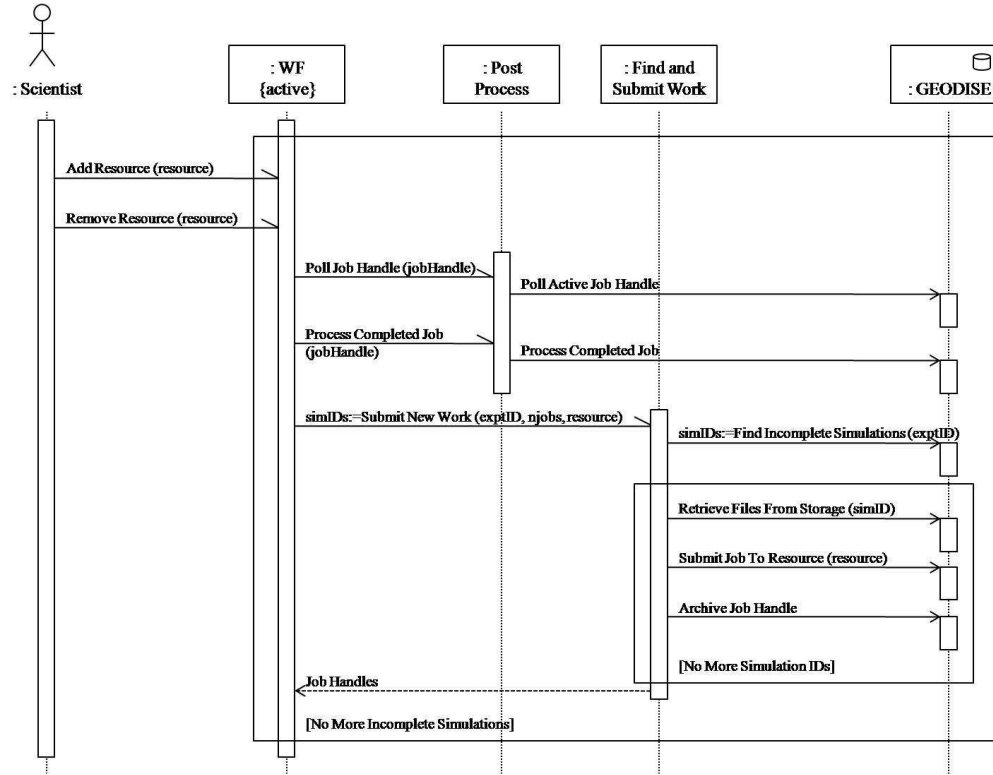 : Scientist
: WF
{active}
: Post
Process
: Find and
Submit Work
: GEODISE
Add Resource (resource)
Remove Resource (resource)
Poll Job Handle (jobHandle)
Poll Active Job Handle
Process Completed Job
(jobHandle)
Process Completed Job
simIDs:=Submit New Work (exptID, njobs, resource)
simIDs:=Find Incomplete Simulations (exptID)
Retrieve Files From Storage (simID)
Submit Job To Resource (resource)
Archive Job Handle
[No More Simulation IDs]
Job Handles
[No More Incomplete Simulations]